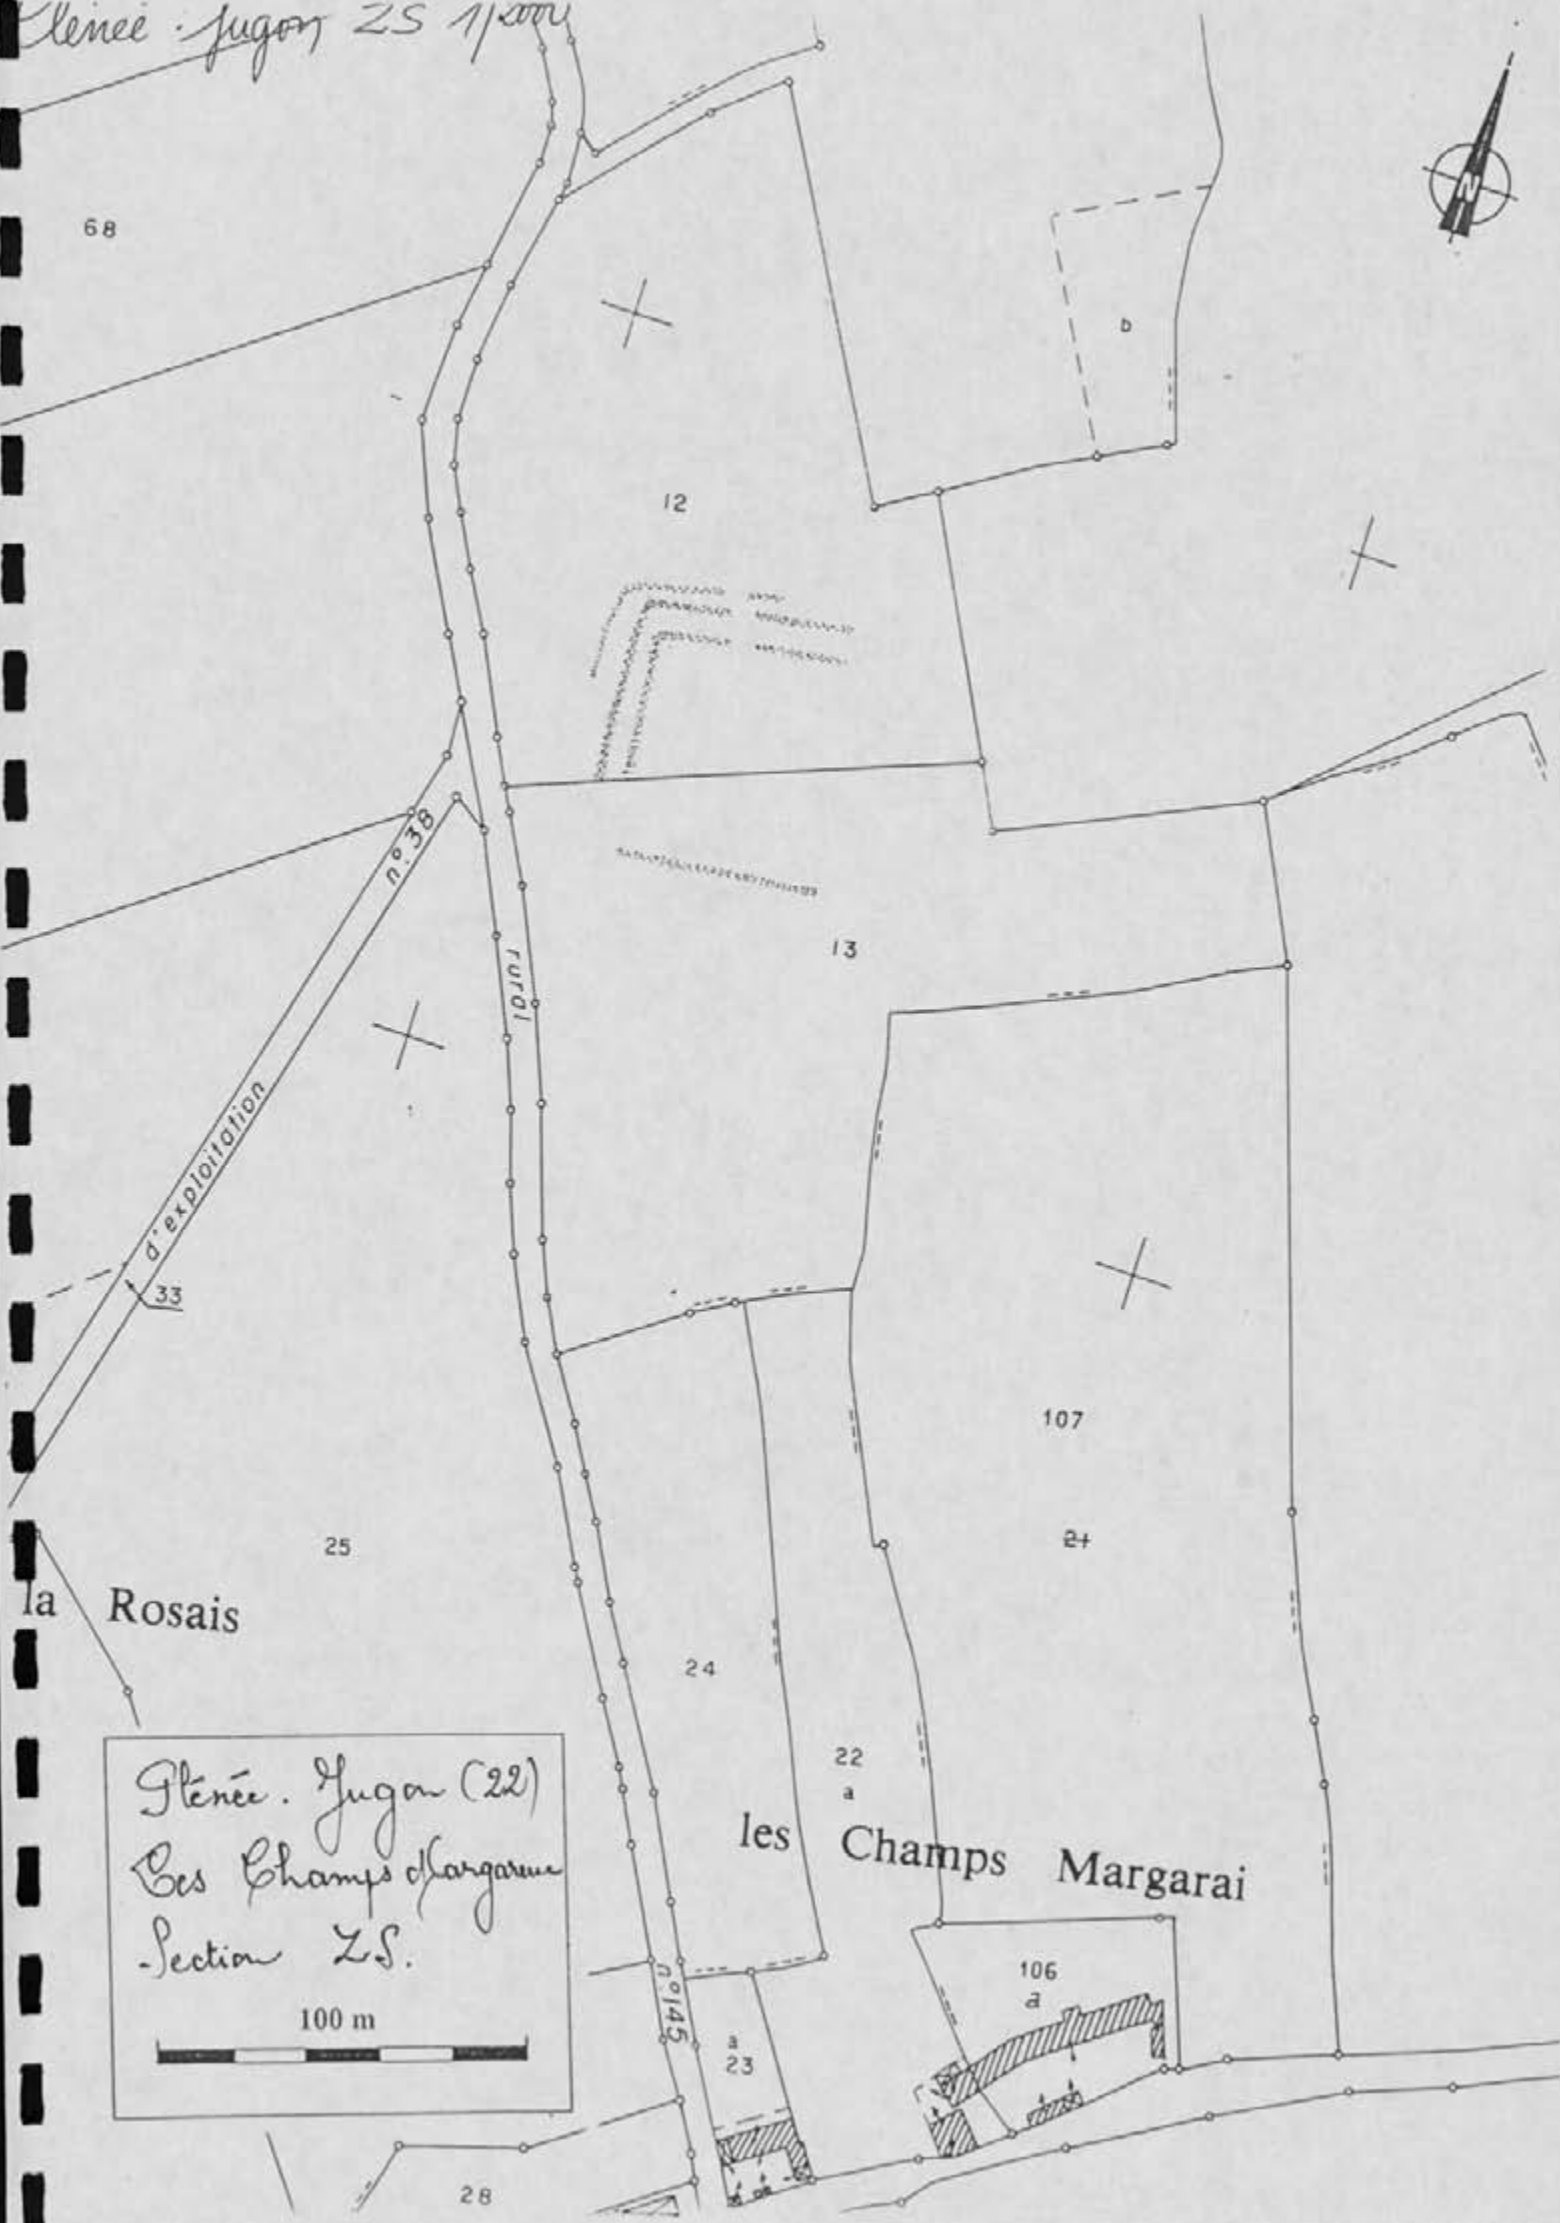 Plénée-Jugon ZS 1/2000
N
68
b
12
n°.38
rural
13
d'exploitation
33
107
21
25
la Rosais
24
22
a
les Champs Margarai
Plénée-Jugon (22)
Les Champs
Section ZS.
100 m
n°145
106
a
a
23
28